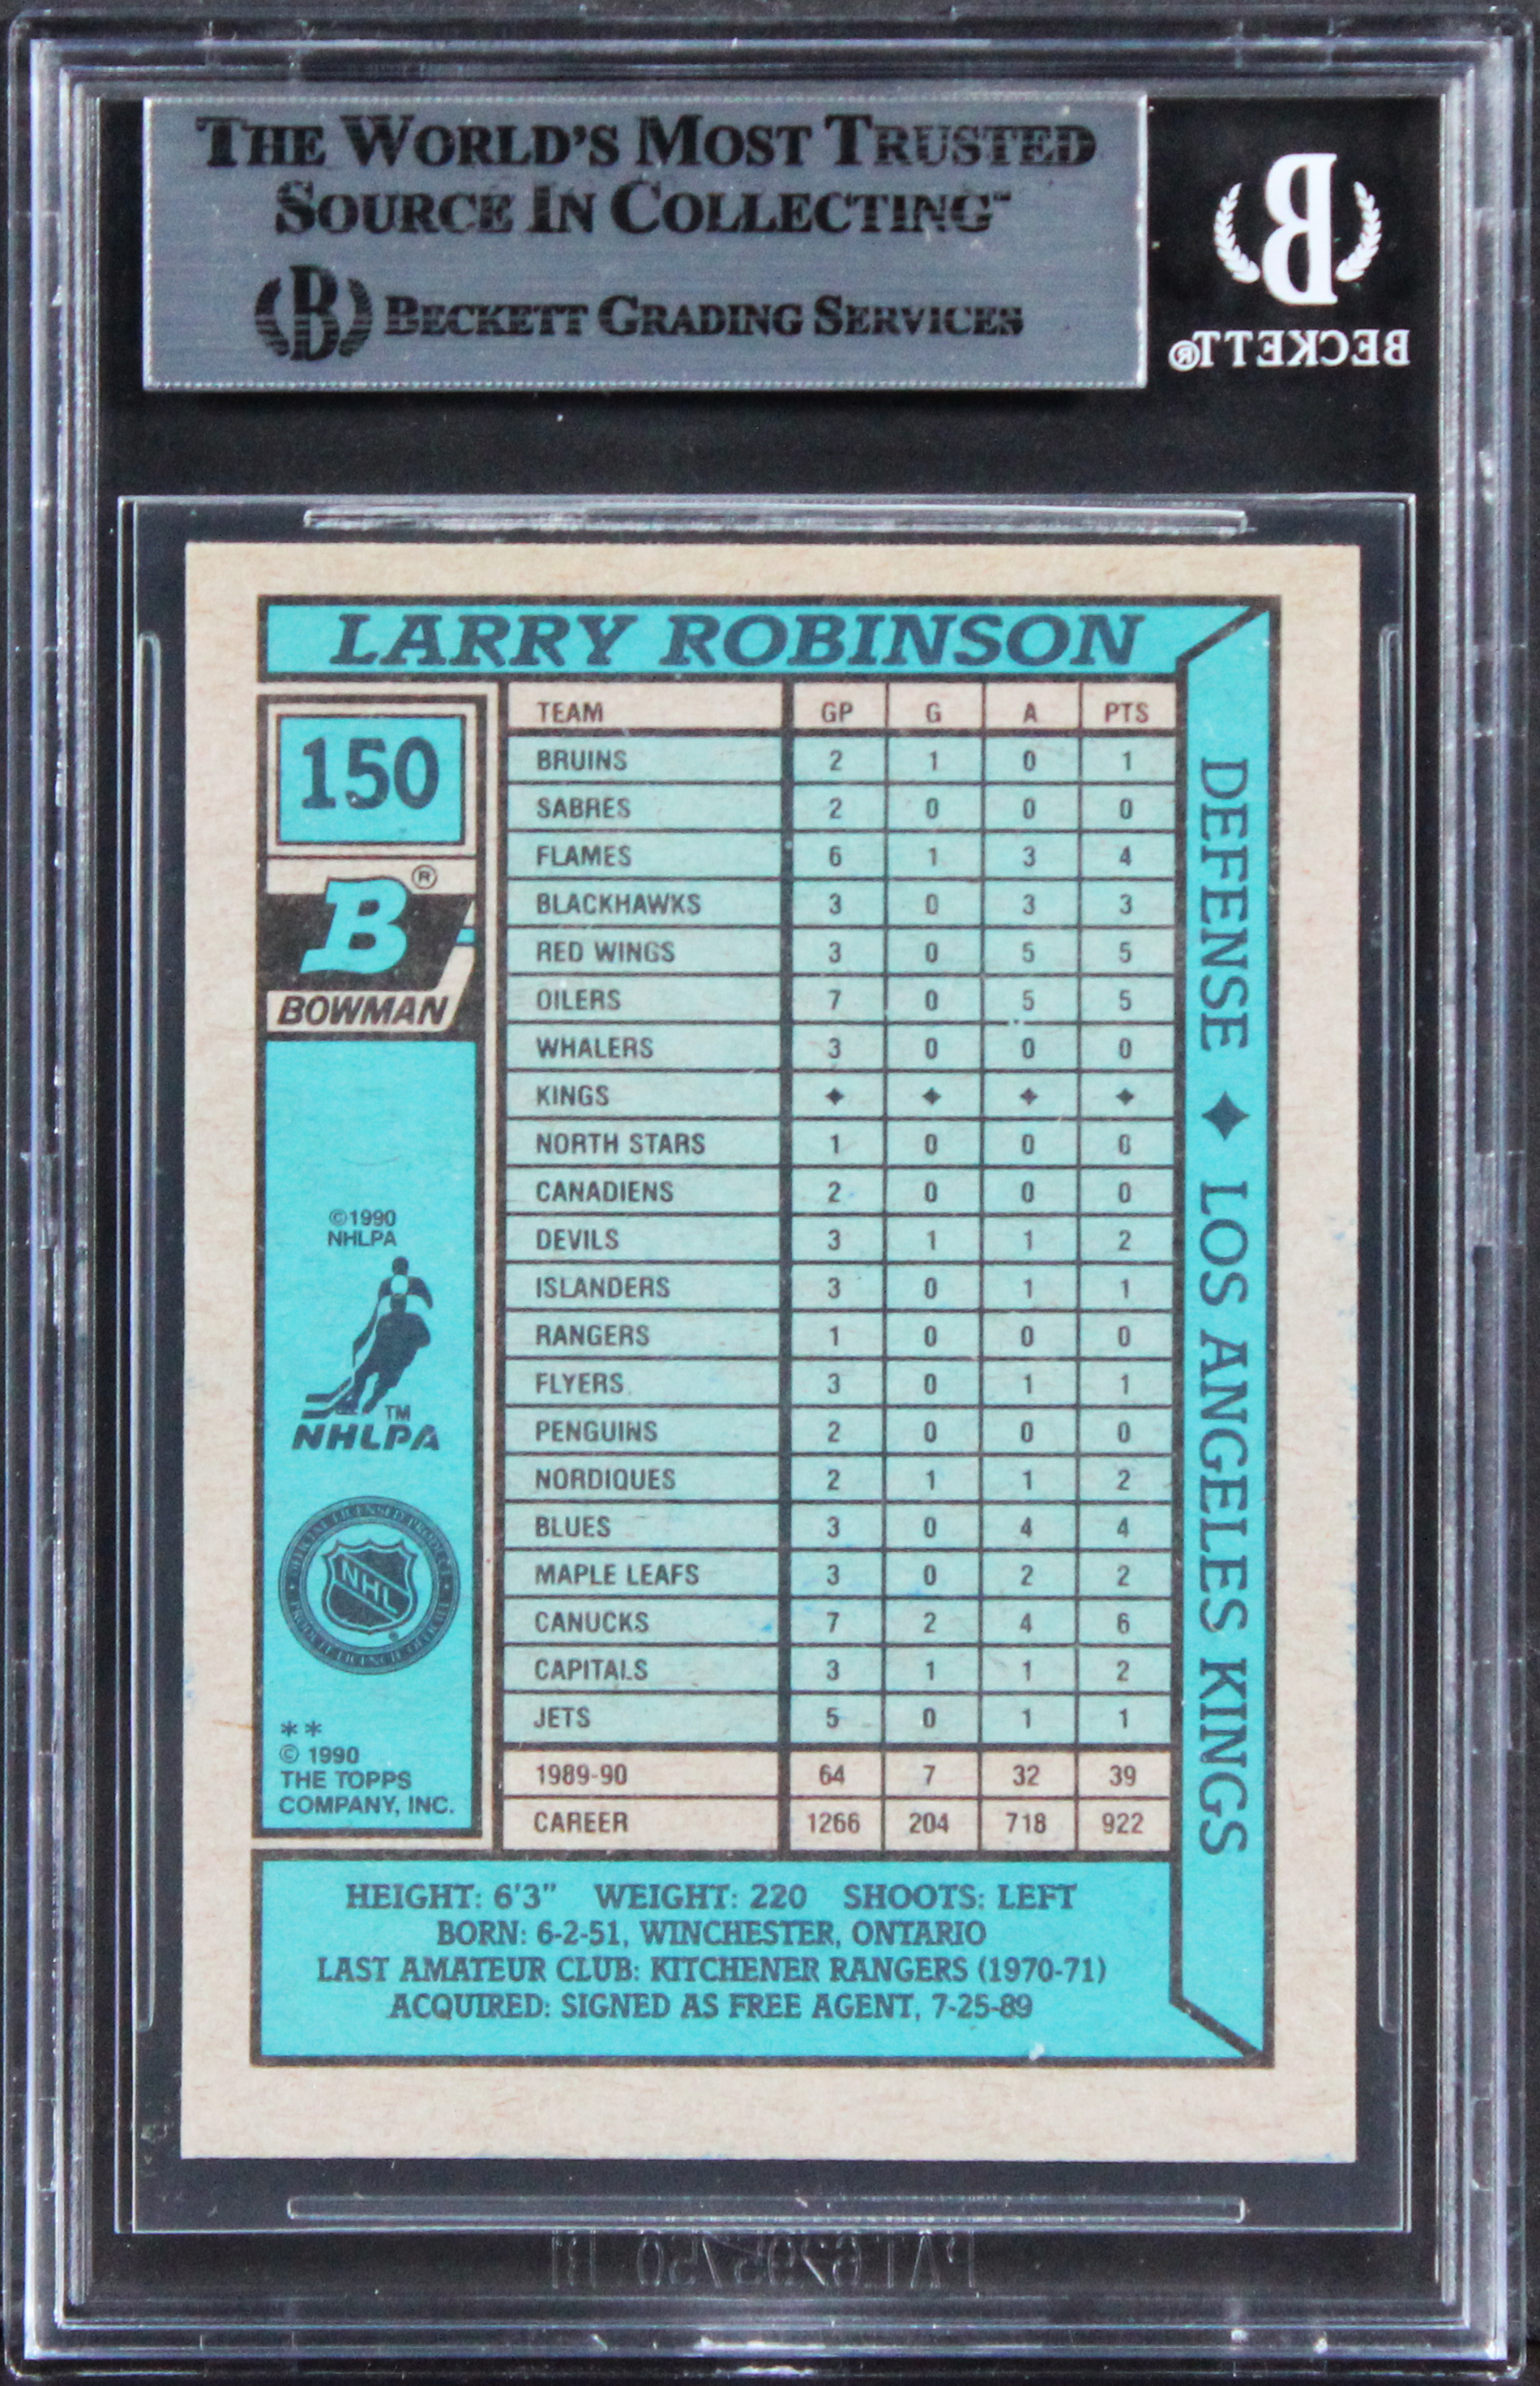 THE WORLD'S MOST TRUSTED
SOURCE IN COLLECTING™
B BECKETT GRADING SERVICES
B
BECKETT®
LARRY ROBINSON
150
B®
BOWMAN
©1990
NHLPA
TM
NHLPA
NHL
**
© 1990
THE TOPPS
COMPANY, INC.
TEAM GP G A PTS
BRUINS 2 1 0 1
SABRES 2 0 0 0
FLAMES 6 1 3 4
BLACKHAWKS 3 0 3 3
RED WINGS 3 0 5 5
OILERS 7 0 5 5
WHALERS 3 0 0 0
KINGS ✦ ✦ ✦ ✦
NORTH STARS 1 0 0 0
CANADIENS 2 0 0 0
DEVILS 3 1 1 2
ISLANDERS 3 0 1 1
RANGERS 1 0 0 0
FLYERS 3 0 1 1
PENGUINS 2 0 0 0
NORDIQUES 2 1 1 2
BLUES 3 0 4 4
MAPLE LEAFS 3 0 2 2
CANUCKS 7 2 4 6
CAPITALS 3 1 1 2
JETS 5 0 1 1
1989-90 64 7 32 39
CAREER 1266 204 718 922
DEFENSE ✦ LOS ANGELES KINGS
HEIGHT: 6'3" WEIGHT: 220 SHOOTS: LEFT
BORN: 6-2-51, WINCHESTER, ONTARIO
LAST AMATEUR CLUB: KITCHENER RANGERS (1970-71)
ACQUIRED: SIGNED AS FREE AGENT, 7-25-89